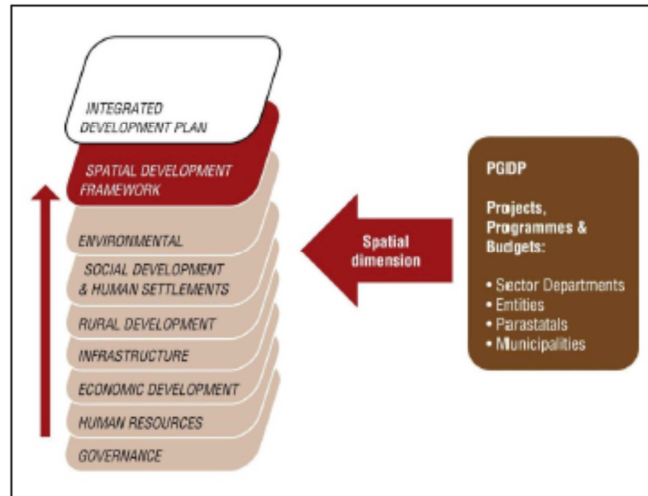 INTEGRATED
DEVELOPMENT PLAN
SPATIAL DEVELOPMENT
FRAMEWORK
ENVIRONMENTAL
SOCIAL DEVELOPMENT
& HUMAN SETTLEMENTS
RURAL DEVELOPMENT
INFRASTRUCTURE
ECONOMIC DEVELOPMENT
HUMAN RESOURCES
GOVERNANCE
Spatial
dimension
PGDP
Projects,
Programmes &
Budgets:
• Sector Departments
• Entities
• Parastatals
• Municipalities